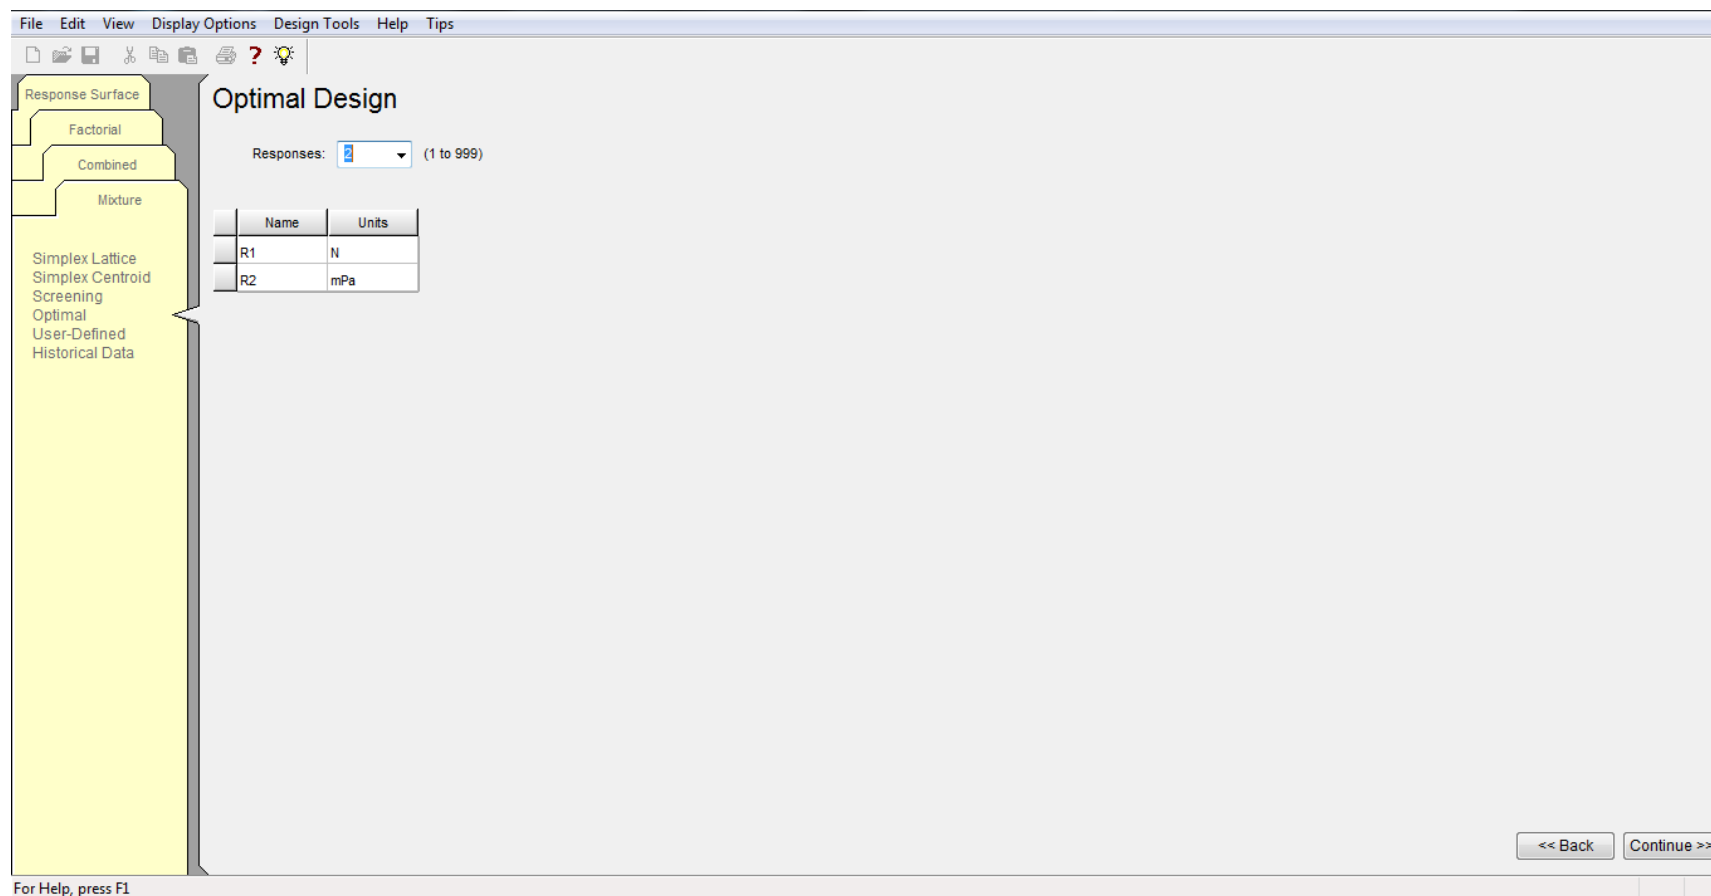 File Edit View Display Options Design Tools Help Tips
?
Response Surface
Factorial
Combined
Mixture
Simplex Lattice
Simplex Centroid
Screening
Optimal
User-Defined
Historical Data
Optimal Design
Responses: 2 (1 to 999)
Name Units
R1 N
R2 mPa
<< Back Continue >>
For Help, press F1